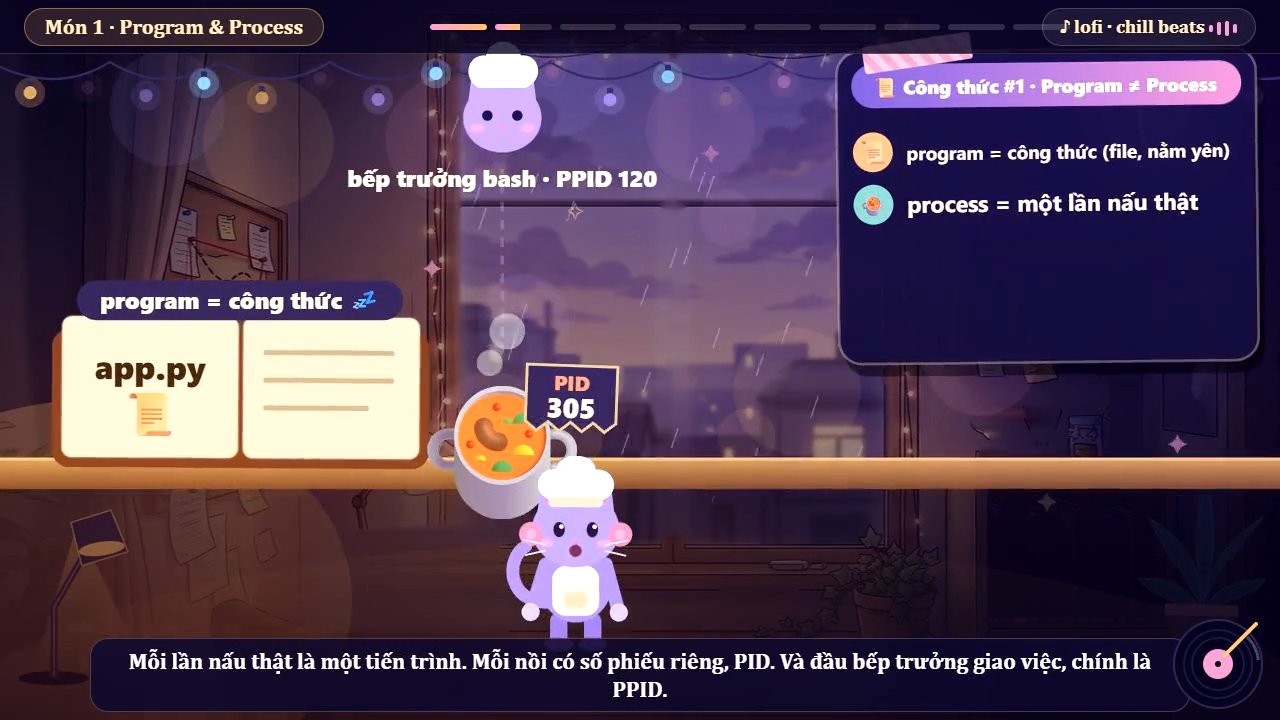 Món 1 · Program & Process
♪ lofi · chill beats
Công thức #1 · Program ≠ Process
program = công thức (file, nằm yên)
process = một lần nấu thật
bếp trưởng bash · PPID 120
program = công thức 💤
app.py
PID
305
Mỗi lần nấu thật là một tiến trình. Mỗi nồi có số phiếu riêng, PID. Và đầu bếp trưởng giao việc, chính là
PPID.